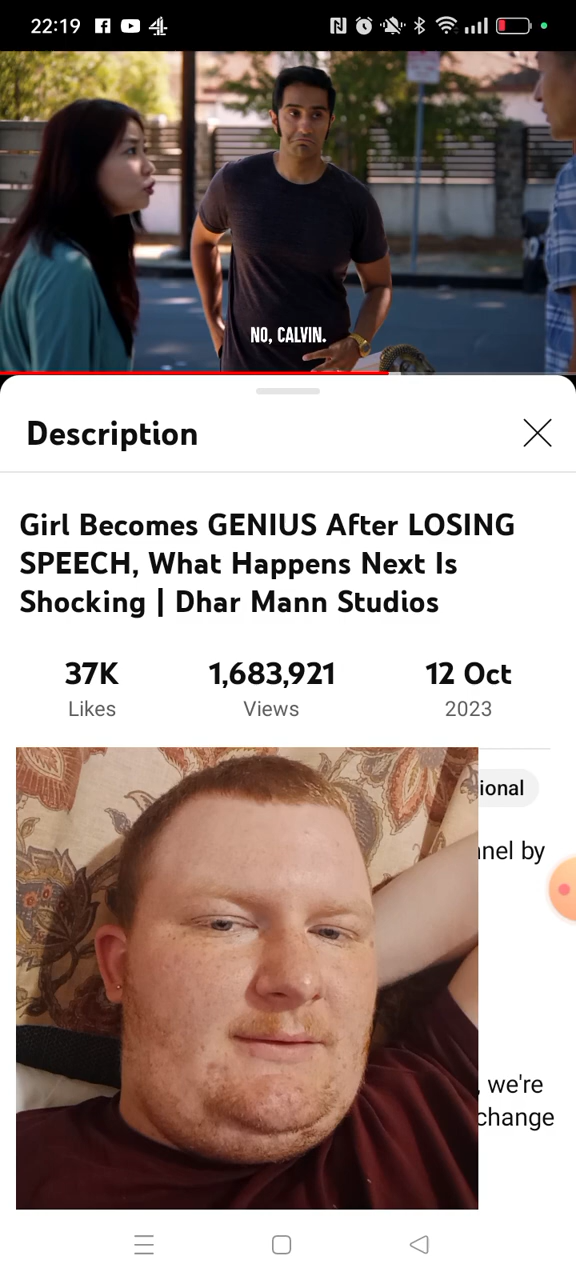 22:19
NO, CALVIN.
Description
Girl Becomes GENIUS After LOSING
SPEECH, What Happens Next Is
Shocking | Dhar Mann Studios
37K
1,683,921
12 Oct
Likes
Views
2023
ional
nel by
, we're
change